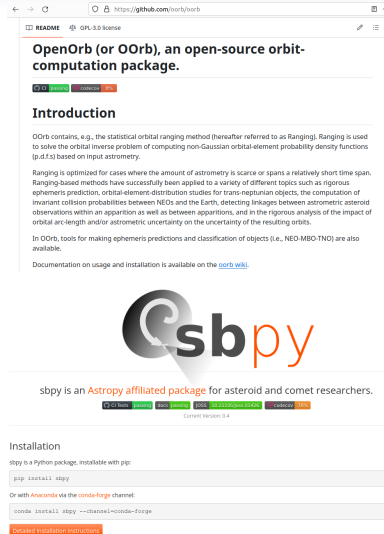 https://github.com/oorb/oorb
README GPL-3.0 license
OpenOrb (or OOrb), an open-source orbit-
computation package.
CI passing codecov 8%
Introduction
OOrb contains, e.g., the statistical orbital ranging method (hereafter referred to as Ranging). Ranging is used
to solve the orbital inverse problem of computing non-Gaussian orbital-element probability density functions
(p.d.f.s) based on input astrometry.
Ranging is optimized for cases where the amount of astrometry is scarce or spans a relatively short time span.
Ranging-based methods have successfully been applied to a variety of different topics such as rigorous
ephemeris prediction, orbital-element-distribution studies for trans-neptunian objects, the computation of
invariant collision probabilities between NEOs and the Earth, detecting linkages between astrometric asteroid
observations within an apparition as well as between apparitions, and in the rigorous analysis of the impact of
orbital arc-length and/or astrometric uncertainty on the uncertainty of the resulting orbits.
In OOrb, tools for making ephemeris predictions and classification of objects (i.e., NEO-MBO-TNO) are also
available.
Documentation on usage and installation is available on the oorb wiki.
sbpy
sbpy is an Astropy affiliated package for asteroid and comet researchers.
CI Tests passing docs passing JOSS codecov
Current Version: 0.4
Installation
sbpy is a Python package, installable with pip:
pip install sbpy
Or with Anaconda via the conda-forge channel:
conda install sbpy --channel=conda-forge
Detailed installation instructions